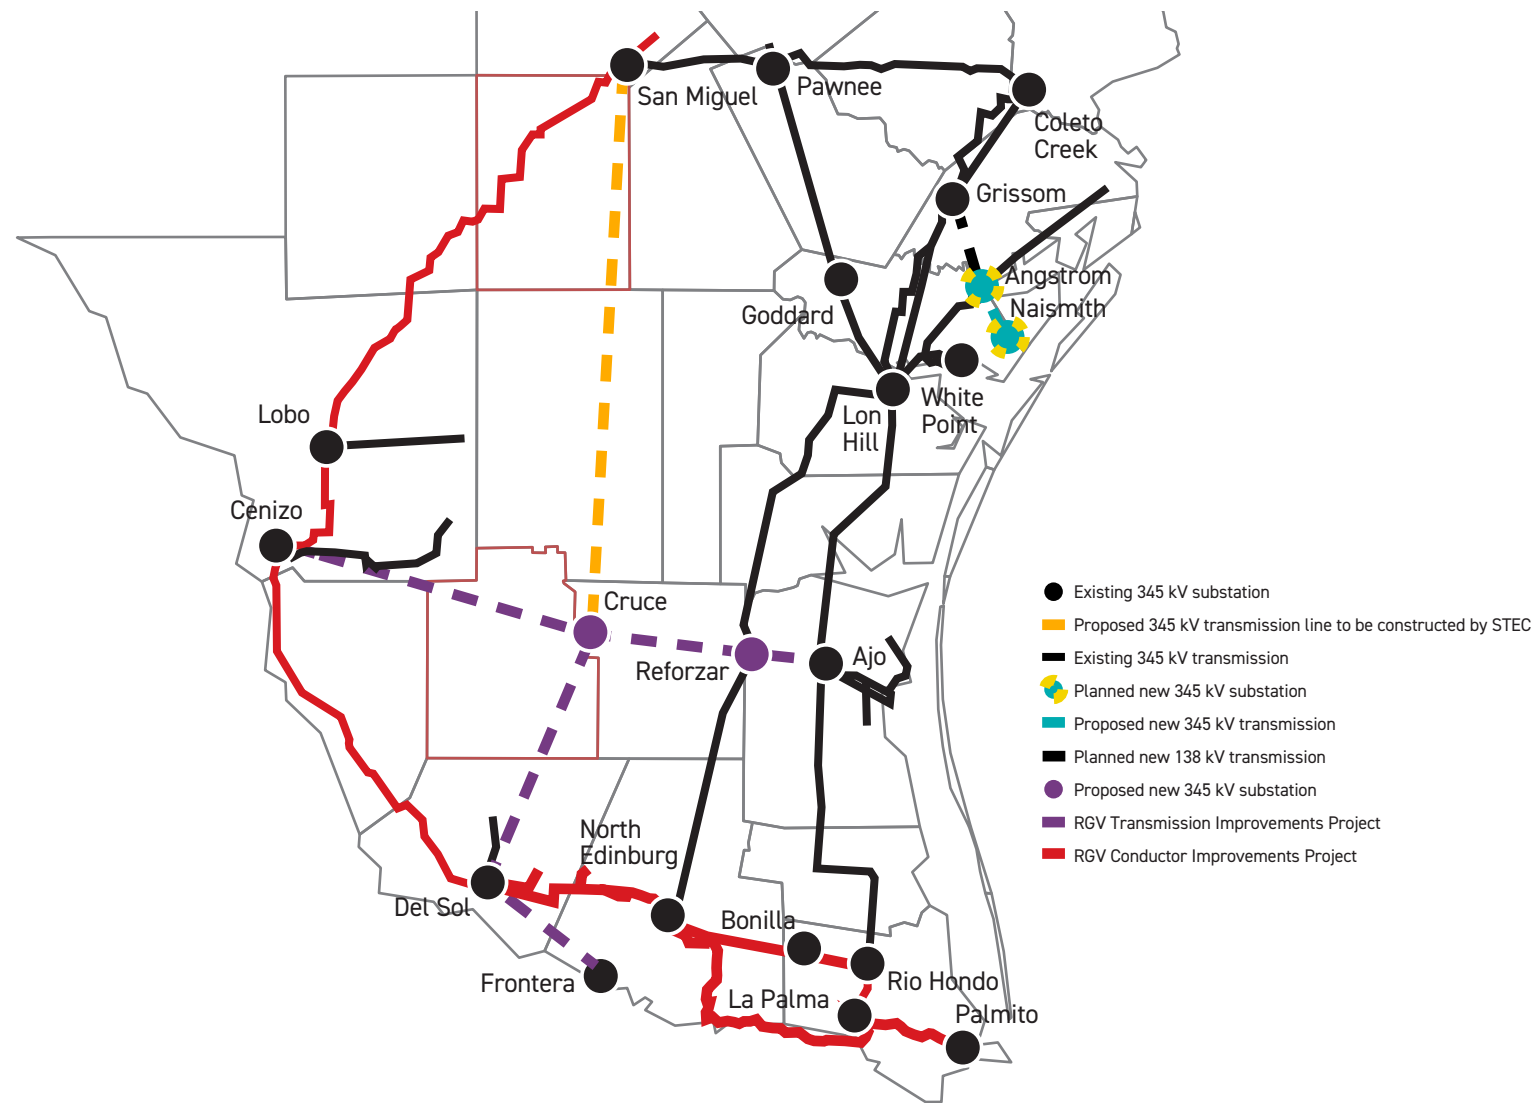 San Miguel
Pawnee
Coleto
Creek
Grissom
Angstrom
Naismith
Goddard
White
Point
Lon
Hill
Lobo
Cenizo
Cruce
Reforzar
Ajo
North
Edinburg
Del Sol
Bonilla
Frontera
Rio Hondo
La Palma
Palmito
Existing 345 kV substation
Proposed 345 kV transmission line to be constructed by STEC
Existing 345 kV transmission
Planned new 345 kV substation
Proposed new 345 kV transmission
Planned new 138 kV transmission
Proposed new 345 kV substation
RGV Transmission Improvements Project
RGV Conductor Improvements Project